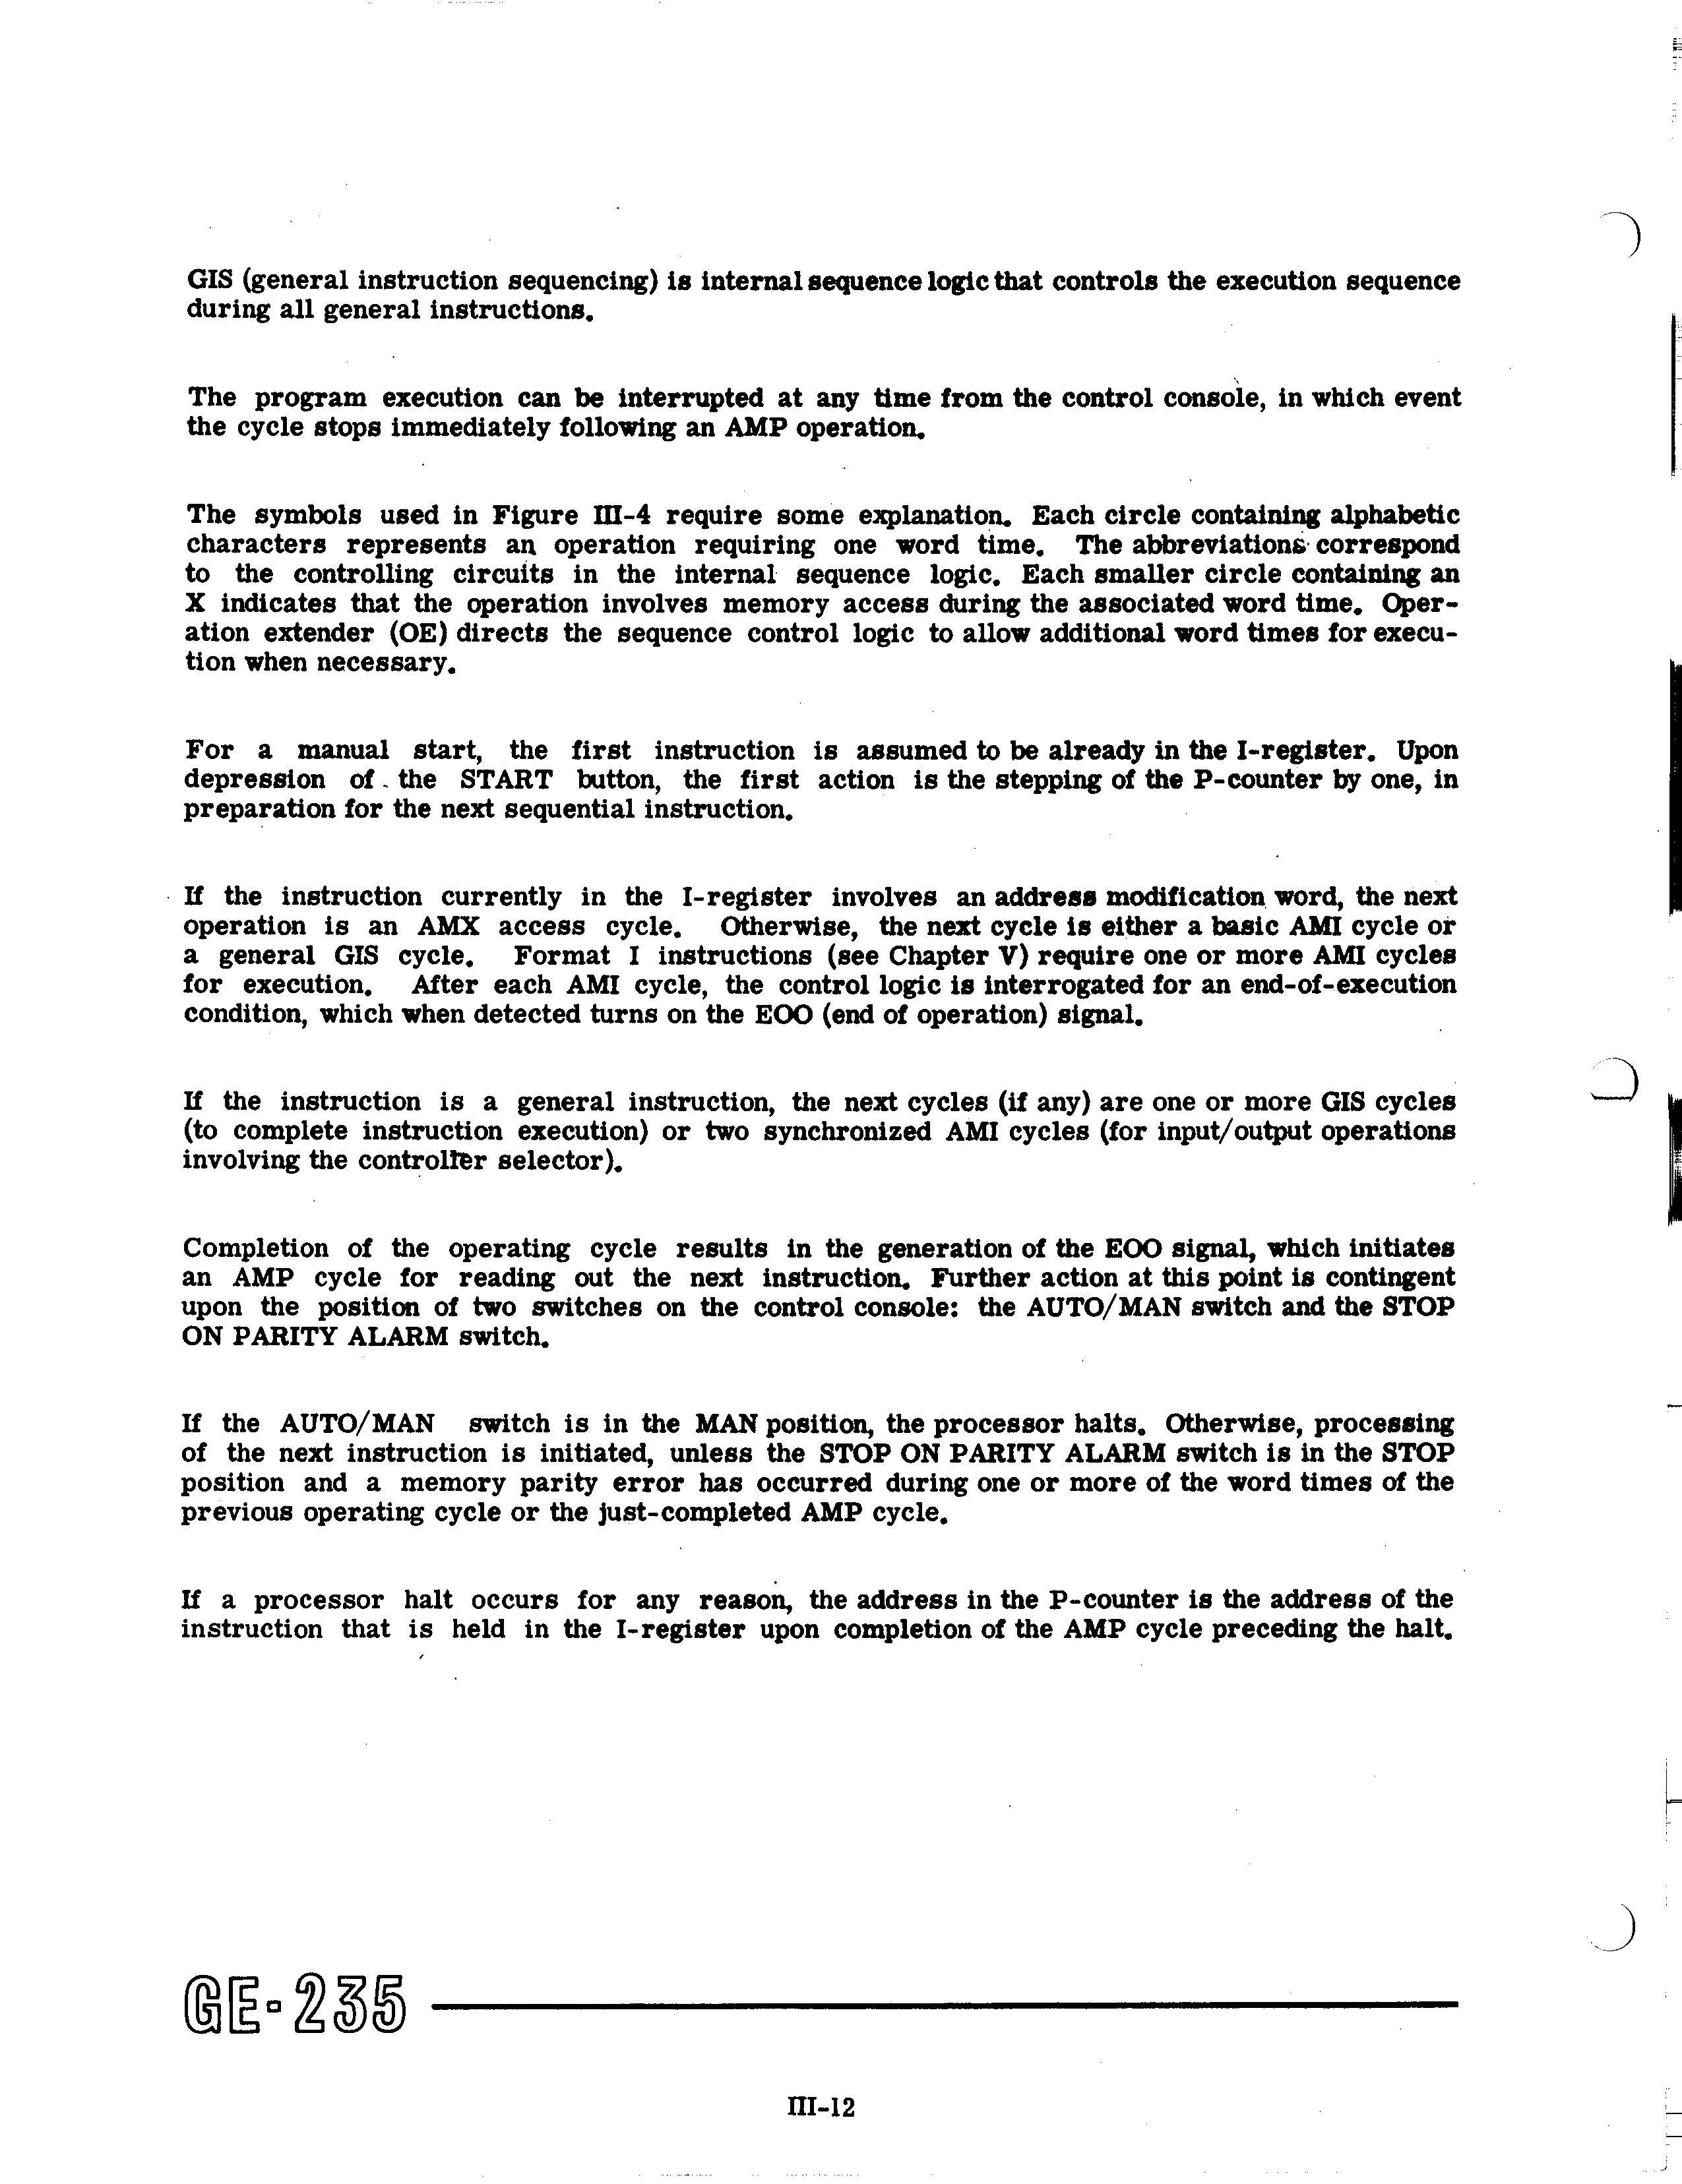 GIS (general instruction sequencing) is internal sequence logic that controls the execution sequence
during all general instructions.
The program execution can be interrupted at any time from the control console, in which event
the cycle stops immediately following an AMP operation.
The symbols used in Figure III-4 require some explanation. Each circle containing alphabetic
characters represents an operation requiring one word time. The abbreviations correspond
to the controlling circuits in the internal sequence logic. Each smaller circle containing an
X indicates that the operation involves memory access during the associated word time. Oper-
ation extender (OE) directs the sequence control logic to allow additional word times for execu-
tion when necessary.
For a manual start, the first instruction is assumed to be already in the I-register. Upon
depression of the START button, the first action is the stepping of the P-counter by one, in
preparation for the next sequential instruction.
If the instruction currently in the I-register involves an address modification word, the next
operation is an AMX access cycle. Otherwise, the next cycle is either a basic AMI cycle or
a general GIS cycle. Format I instructions (see Chapter V) require one or more AMI cycles
for execution. After each AMI cycle, the control logic is interrogated for an end-of-execution
condition, which when detected turns on the EOO (end of operation) signal.
If the instruction is a general instruction, the next cycles (if any) are one or more GIS cycles
(to complete instruction execution) or two synchronized AMI cycles (for input/output operations
involving the controller selector).
Completion of the operating cycle results in the generation of the EOO signal, which initiates
an AMP cycle for reading out the next instruction. Further action at this point is contingent
upon the position of two switches on the control console: the AUTO/MAN switch and the STOP
ON PARITY ALARM switch.
If the AUTO/MAN switch is in the MAN position, the processor halts. Otherwise, processing
of the next instruction is initiated, unless the STOP ON PARITY ALARM switch is in the STOP
position and a memory parity error has occurred during one or more of the word times of the
previous operating cycle or the just-completed AMP cycle.
If a processor halt occurs for any reason, the address in the P-counter is the address of the
instruction that is held in the I-register upon completion of the AMP cycle preceding the halt.
GE-235
III-12